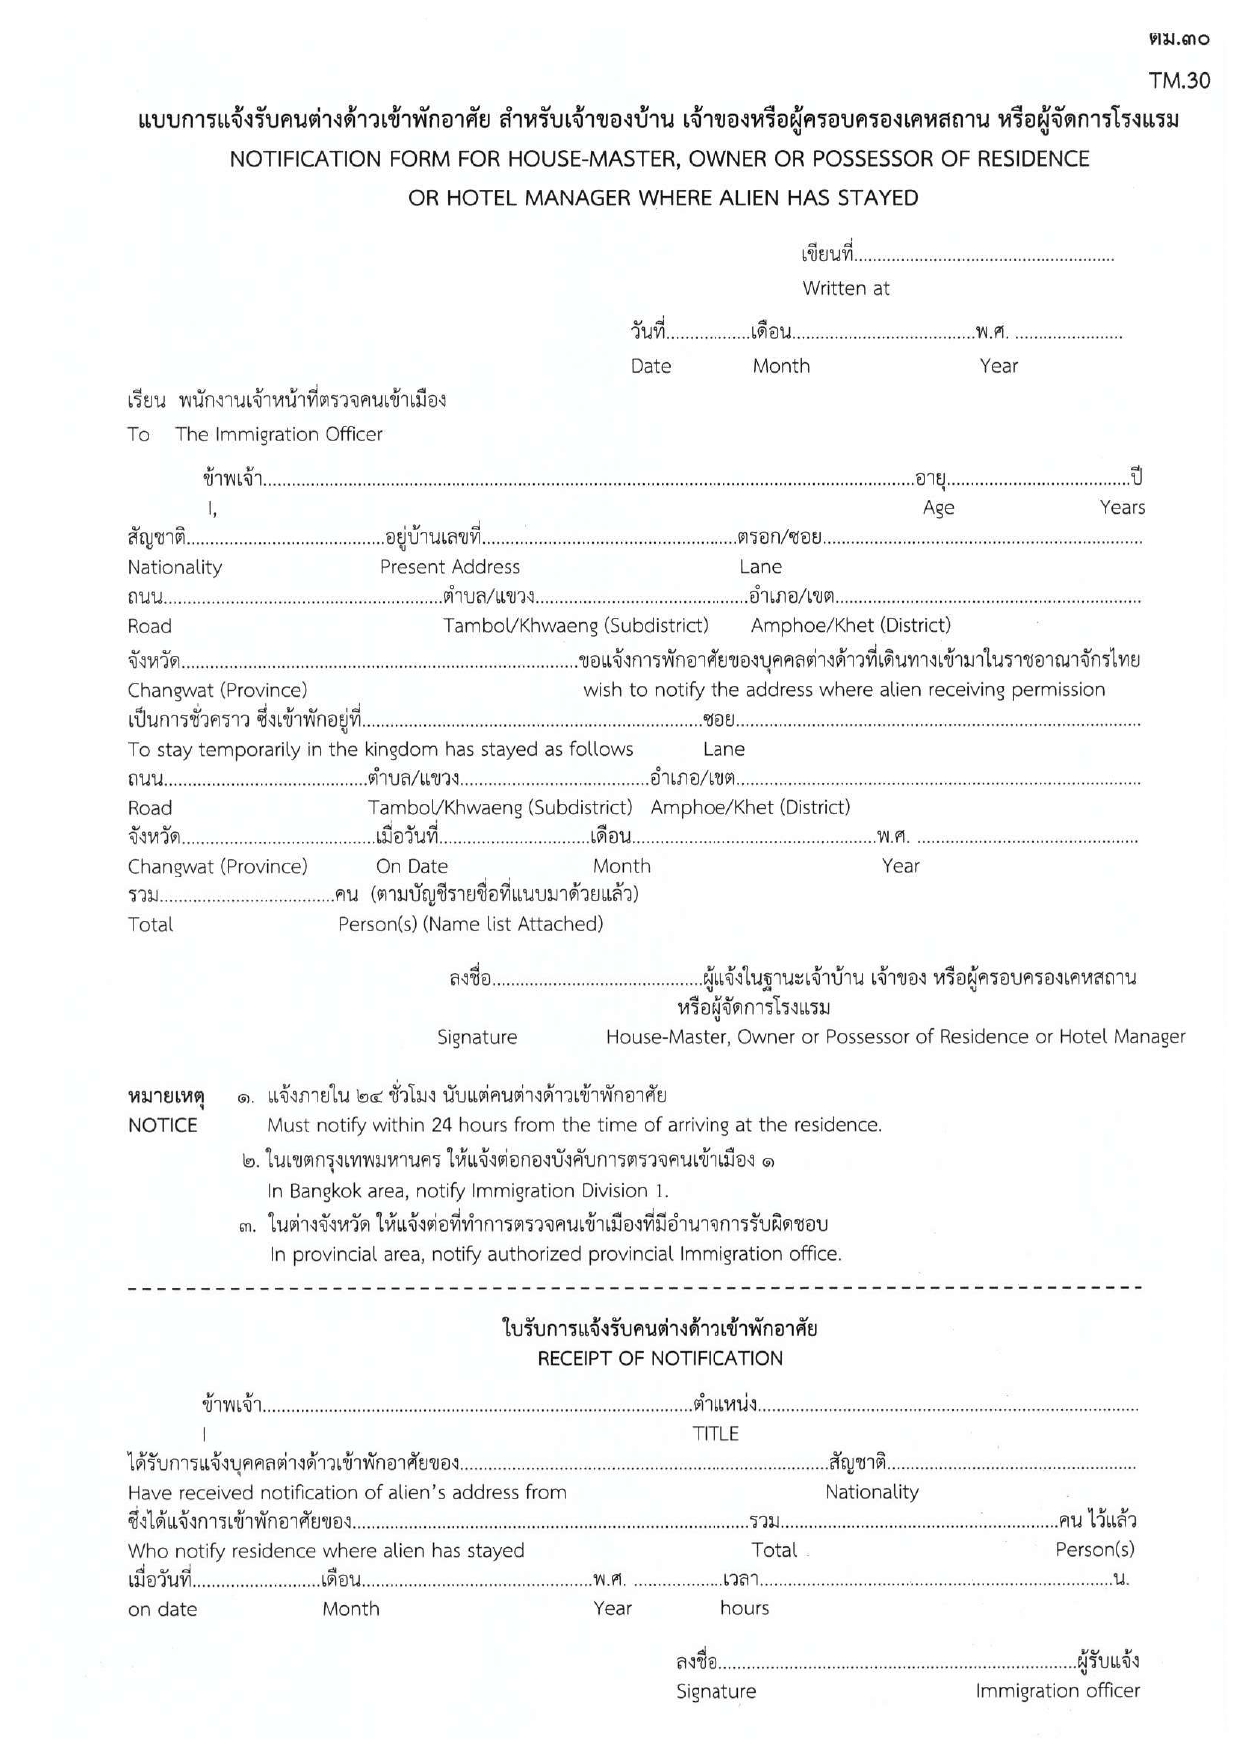 ตม.๓๐
TM.30
แบบการแจ้งรับคนต่างด้าวเข้าพักอาศัย สำหรับเจ้าของบ้าน เจ้าของหรือผู้ครอบครองเคหสถาน หรือผู้จัดการโรงแรม
NOTIFICATION FORM FOR HOUSE-MASTER, OWNER OR POSSESSOR OF RESIDENCE
OR HOTEL MANAGER WHERE ALIEN HAS STAYED
เขียนที่........................................................
Written at
วันที่..................เดือน........................................พ.ศ. ........................
Date Month Year
เรียน พนักงานเจ้าหน้าที่ตรวจคนเข้าเมือง
To The Immigration Officer
ข้าพเจ้า................................................................................อายุ........................................ปี
I, Age Years
สัญชาติ..........................................อยู่บ้านเลขที่........................................................ตรอก/ซอย......................................................................
Nationality Present Address Lane
ถนน.............................................................ตำบล/แขวง..............................................อำเภอ/เขต..................................................................
Road Tambol/Khwaeng (Subdistrict) Amphoe/Khet (District)
จังหวัด......................................................................................ขอแจ้งการพักอาศัยของบุคคลต่างด้าวที่เดินทางเข้ามาในราชอาณาจักรไทย
Changwat (Province) wish to notify the address where alien receiving permission
เป็นการชั่วคราว ซึ่งเข้าพักอยู่ที่..........................................................................ซอย........................................................................................
To stay temporarily in the kingdom has stayed as follows Lane
ถนน............................................ตำบล/แขวง.........................................อำเภอ/เขต........................................................................................
Road Tambol/Khwaeng (Subdistrict) Amphoe/Khet (District)
จังหวัด..........................................เมื่อวันที่.................................เดือน.....................................................พ.ศ. ................................................
Changwat (Province) On Date Month Year
รวม......................................คน (ตามบัญชีรายชื่อที่แนบมาด้วยแล้ว)
Total Person(s) (Name list Attached)
ลงชื่อ..............................................ผู้แจ้งในฐานะเจ้าบ้าน เจ้าของ หรือผู้ครอบครองเคหสถาน
หรือผู้จัดการโรงแรม
Signature House-Master, Owner or Possessor of Residence or Hotel Manager
หมายเหตุ ๑. แจ้งภายใน ๒๔ ชั่วโมง นับแต่คนต่างด้าวเข้าพักอาศัย
NOTICE Must notify within 24 hours from the time of arriving at the residence.
๒. ในเขตกรุงเทพมหานคร ให้แจ้งต่อกองบังคับการตรวจคนเข้าเมือง ๑
In Bangkok area, notify Immigration Division 1.
๓. ในต่างจังหวัด ให้แจ้งต่อที่ทำการตรวจคนเข้าเมืองที่มีอำนาจการรับผิดชอบ
In provincial area, notify authorized provincial Immigration office.
ใบรับการแจ้งรับคนต่างด้าวเข้าพักอาศัย
RECEIPT OF NOTIFICATION
ข้าพเจ้า.............................................................................................ตำแหน่ง...................................................................................
I TITLE
ได้รับการแจ้งบุคคลต่างด้าวเข้าพักอาศัยของ................................................................................สัญชาติ......................................................
Have received notification of alien's address from Nationality
ซึ่งได้แจ้งการเข้าพักอาศัยของ......................................................................................รวม............................................................คน ไว้แล้ว
Who notify residence where alien has stayed Total Person(s)
เมื่อวันที่............................เดือน..................................................พ.ศ. ...................เวลา.............................................................................น.
on date Month Year hours
ลงชื่อ..............................................................................ผู้รับแจ้ง
Signature Immigration officer